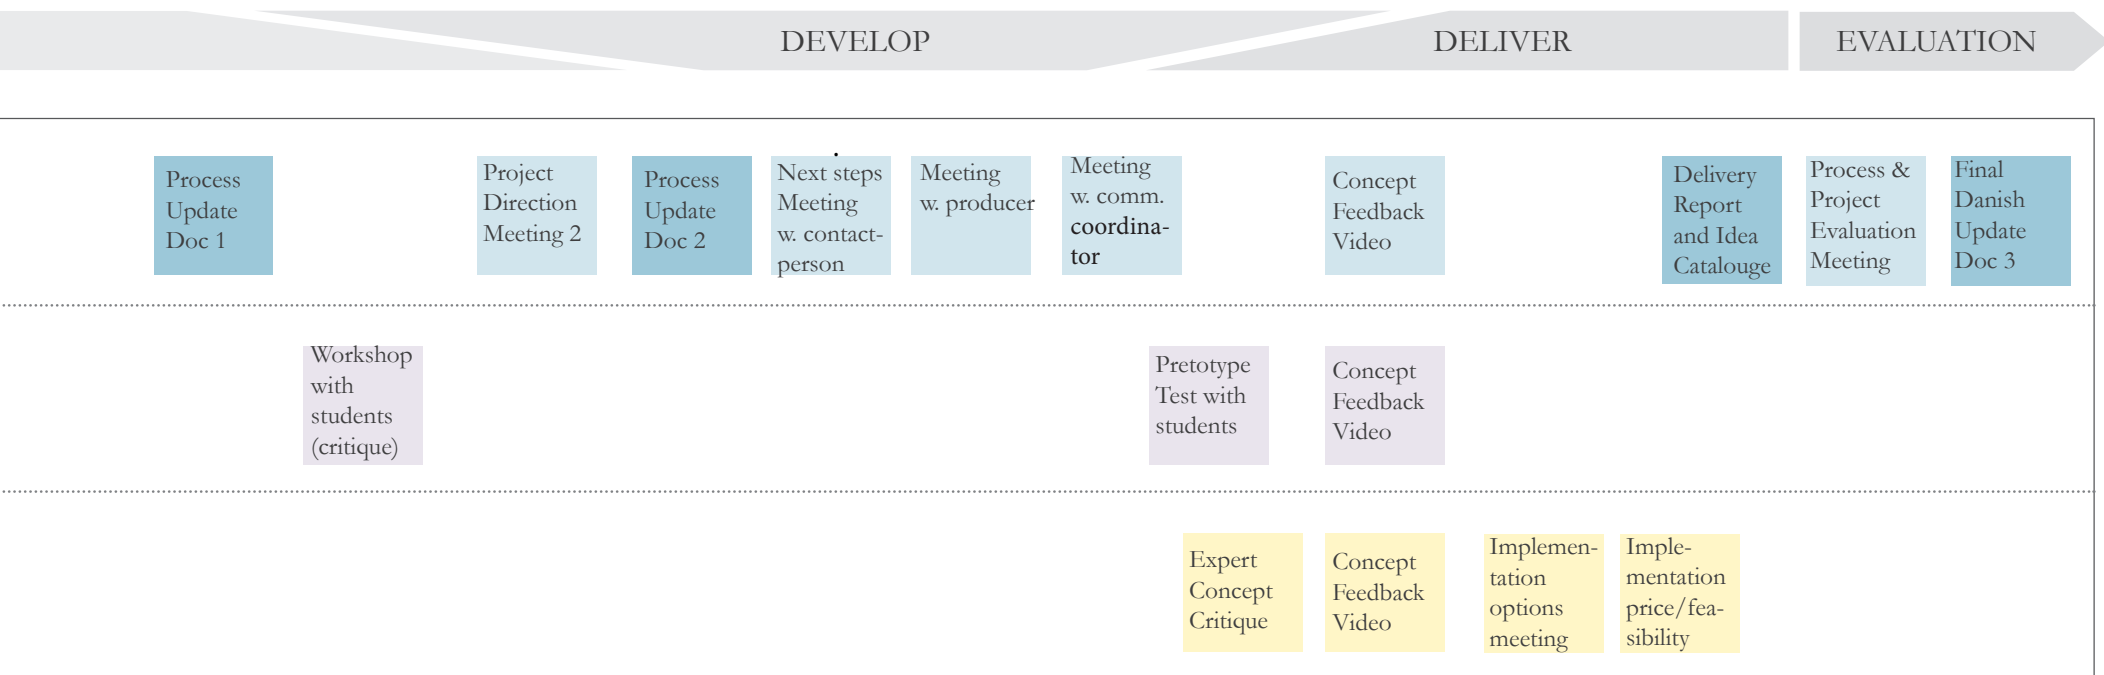 DEVELOP
DELIVER
EVALUATION
Process
Update
Doc 1
Project
Direction
Meeting 2
Process
Update
Doc 2
Next steps
Meeting
w. contact-
person
Meeting
w. producer
Meeting
w. comm.
coordina-
tor
Concept
Feedback
Video
Delivery
Report
and Idea
Catalouge
Process &
Project
Evaluation
Meeting
Final
Danish
Update
Doc 3
Workshop
with
students
(critique)
Pretotype
Test with
students
Concept
Feedback
Video
Expert
Concept
Critique
Concept
Feedback
Video
Implemen-
tation
options
meeting
Imple-
mentation
price/fea-
sibility